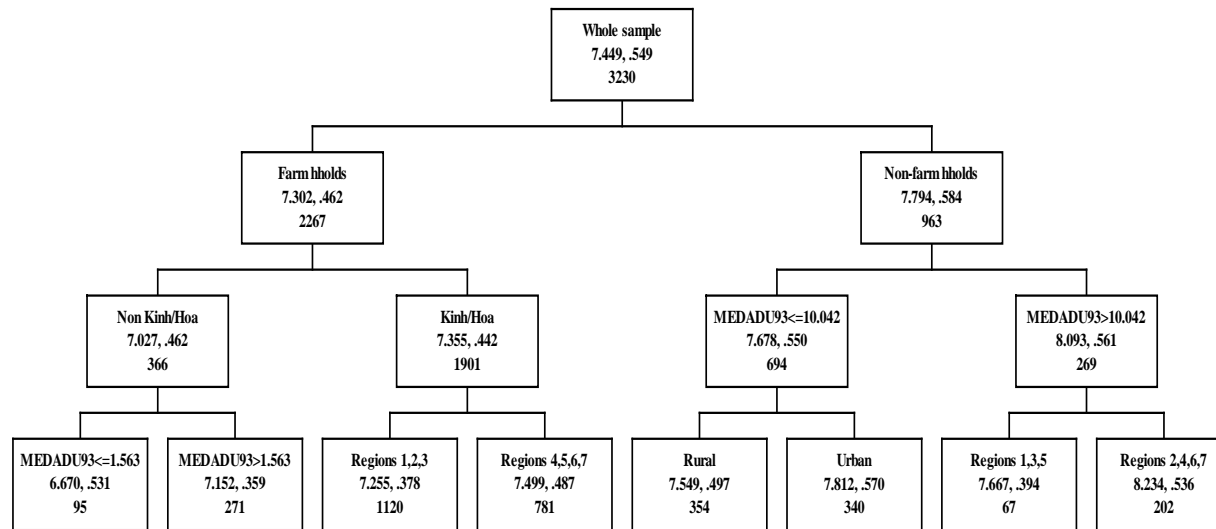 Whole sample
7.449, .549
3230
Farm hholds
7.302, .462
2267
Non-farm hholds
7.794, .584
963
Non Kinh/Hoa
7.027, .462
366
Kinh/Hoa
7.355, .442
1901
MEDADU93<=10.042
7.678, .550
694
MEDADU93>10.042
8.093, .561
269
MEDADU93<=1.563
6.670, .531
95
MEDADU93>1.563
7.152, .359
271
Regions 1,2,3
7.255, .378
1120
Regions 4,5,6,7
7.499, .487
781
Rural
7.549, .497
354
Urban
7.812, .570
340
Regions 1,3,5
7.667, .394
67
Regions 2,4,6,7
8.234, .536
202